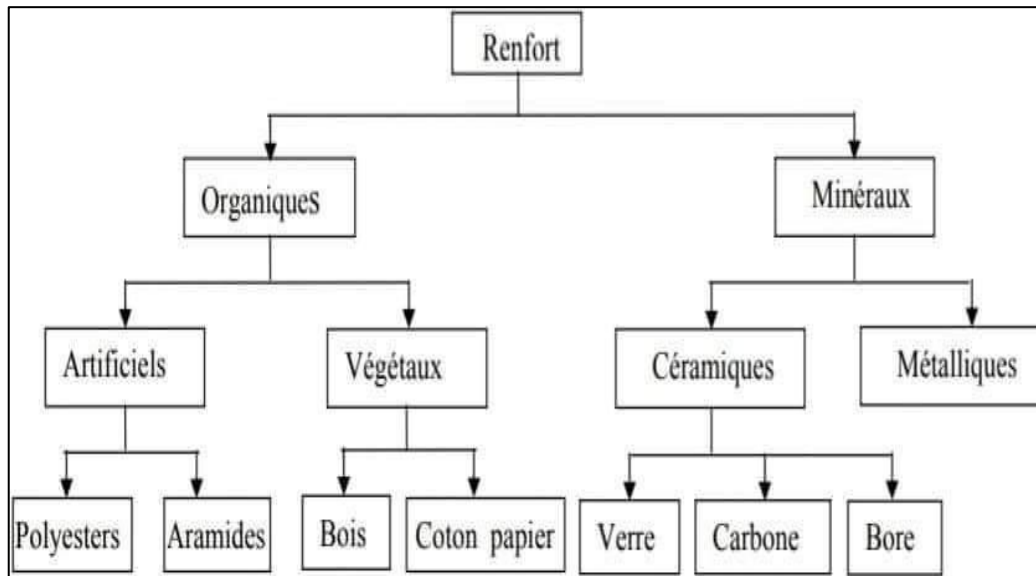 Renfort
Organiques
Minéraux
Artificiels
Végétaux
Céramiques
Métalliques
Polyesters
Aramides
Bois
Coton papier
Verre
Carbone
Bore